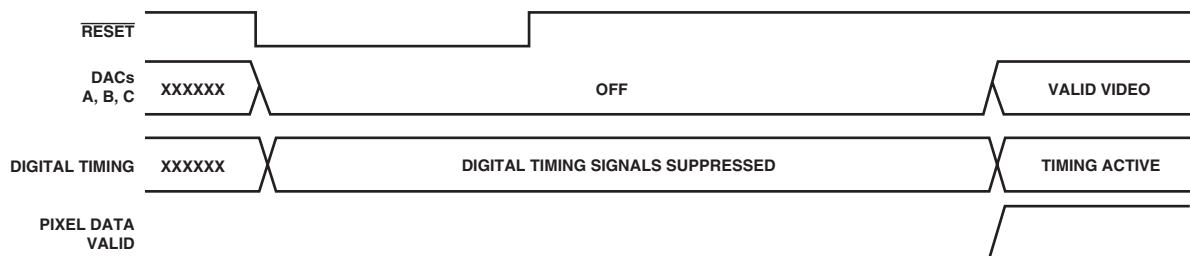 RESET
DACs
A, B, C
XXXXXX
OFF
VALID VIDEO
DIGITAL TIMING
XXXXXX
DIGITAL TIMING SIGNALS SUPPRESSED
TIMING ACTIVE
PIXEL DATA
VALID